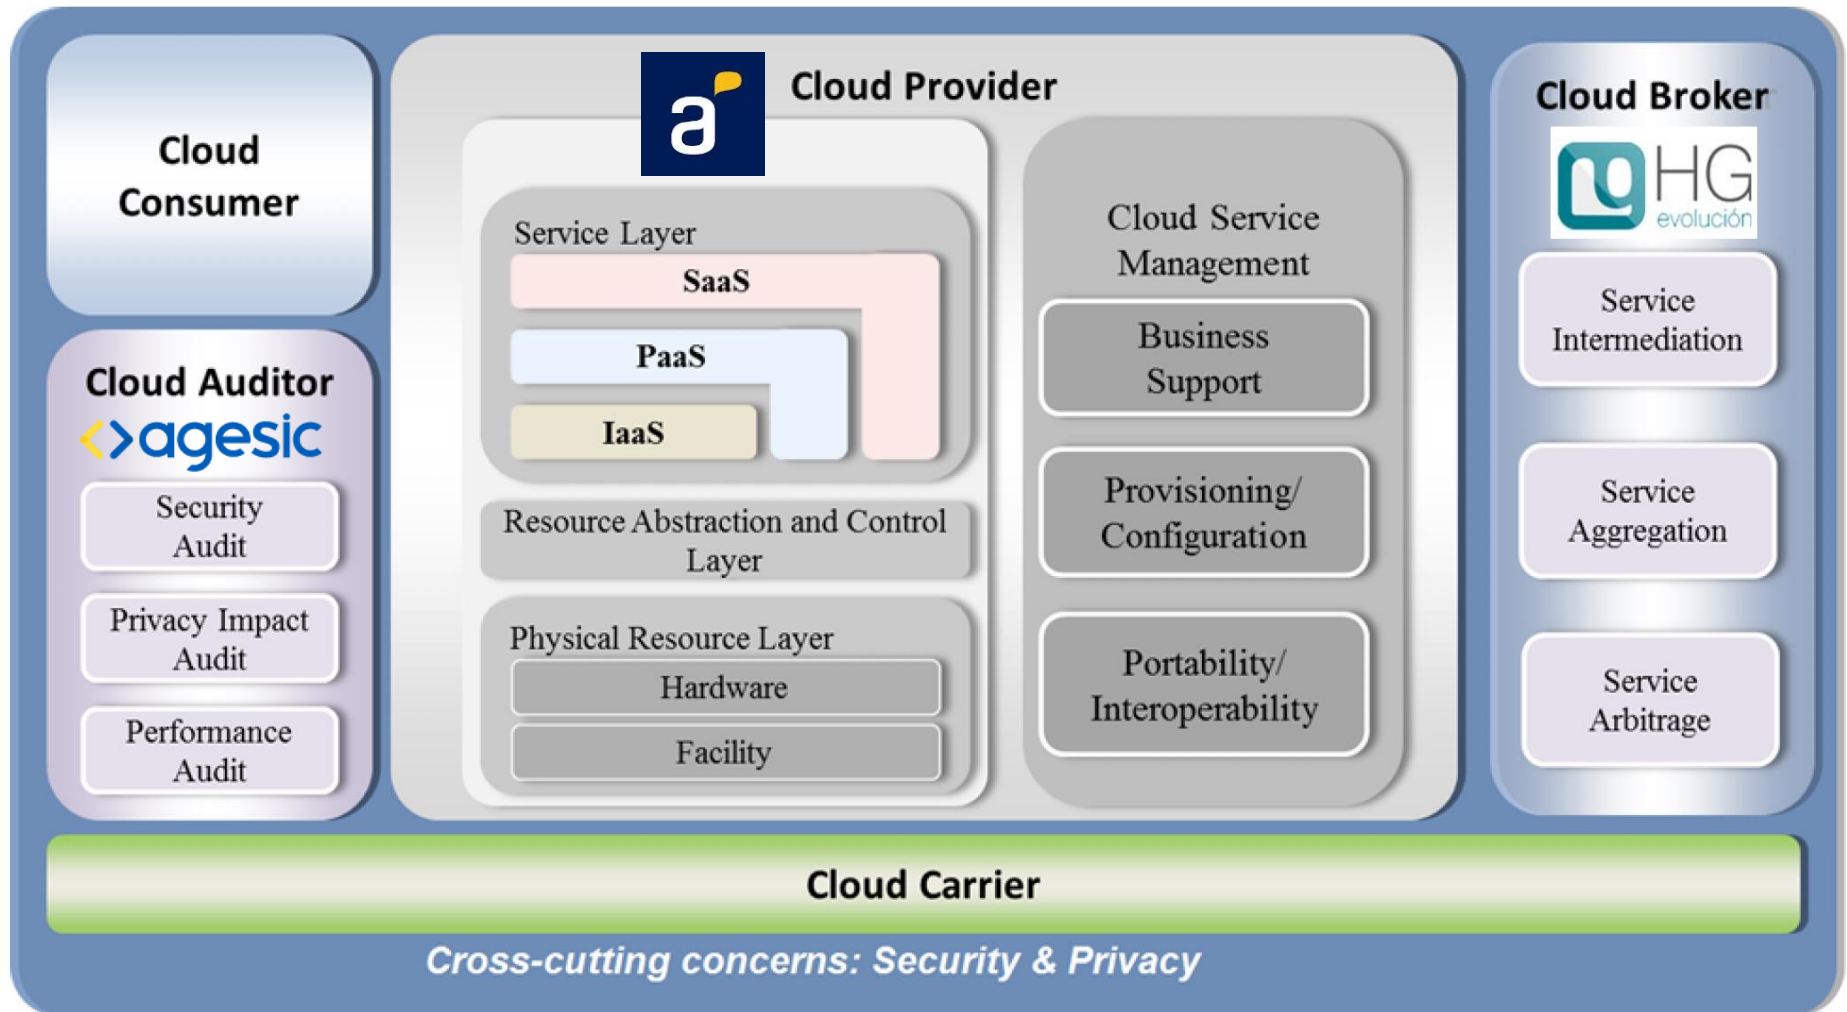 Cloud
Consumer
Cloud Auditor
<>agesic
Security
Audit
Privacy Impact
Audit
Performance
Audit
Cloud Provider
a
Service Layer
SaaS
PaaS
IaaS
Resource Abstraction and Control
Layer
Physical Resource Layer
Hardware
Facility
Cloud Service
Management
Business
Support
Provisioning/
Configuration
Portability/
Interoperability
Cloud Broker
HG
evolución
Service
Intermediation
Service
Aggregation
Service
Arbitrage
Cloud Carrier
Cross-cutting concerns: Security & Privacy